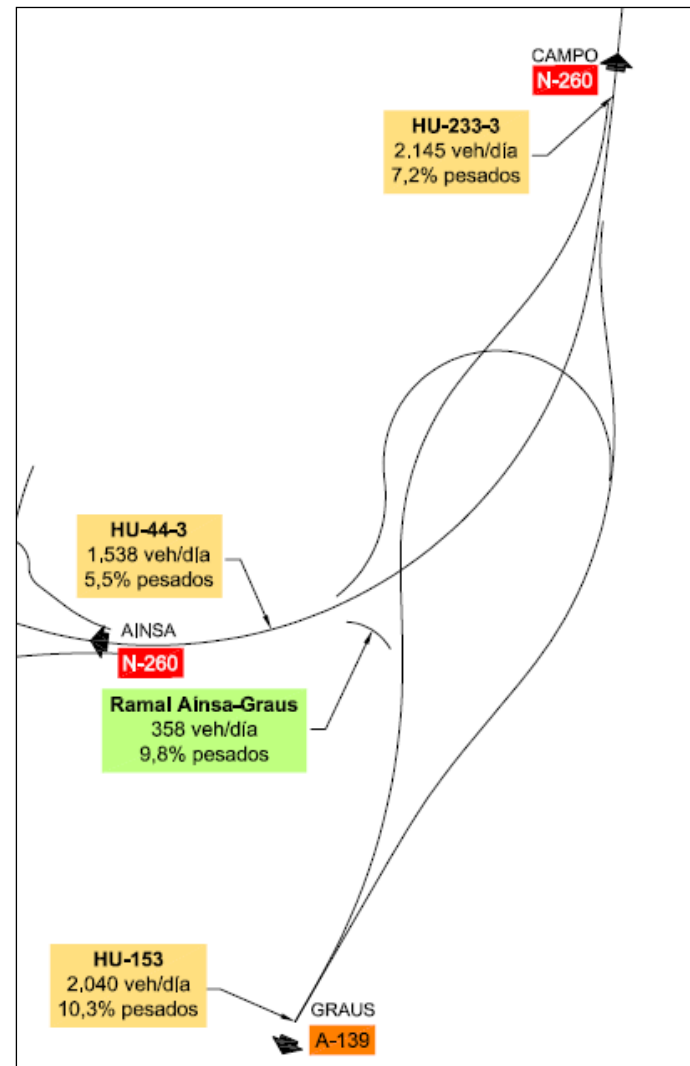 CAMPO
N-260
HU-233-3
2,145 veh/día
7,2% pesados
HU-44-3
1,538 veh/día
5,5% pesados
AINSA
N-260
Ramal Ainsa-Graus
358 veh/día
9,8% pesados
HU-153
2,040 veh/día
10,3% pesados
GRAUS
A-139